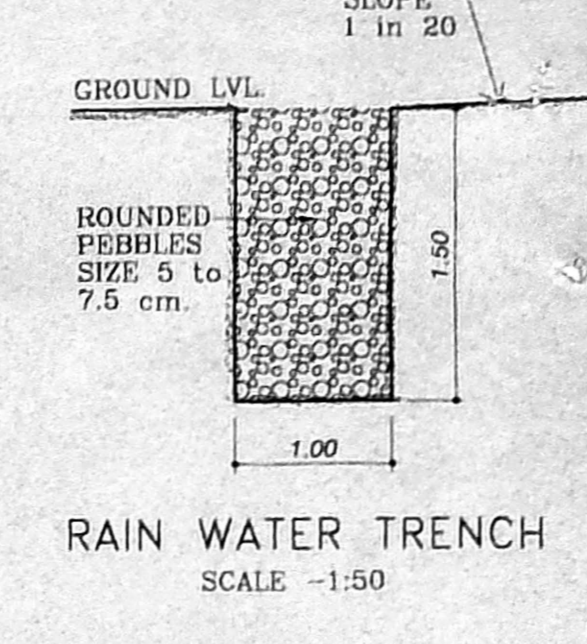 SLOPE
1 in 20
GROUND LVL.
ROUNDED
PEBBLES
SIZE 5 to
7.5 cm.
1.50
1.00
RAIN WATER TRENCH
SCALE -1:50